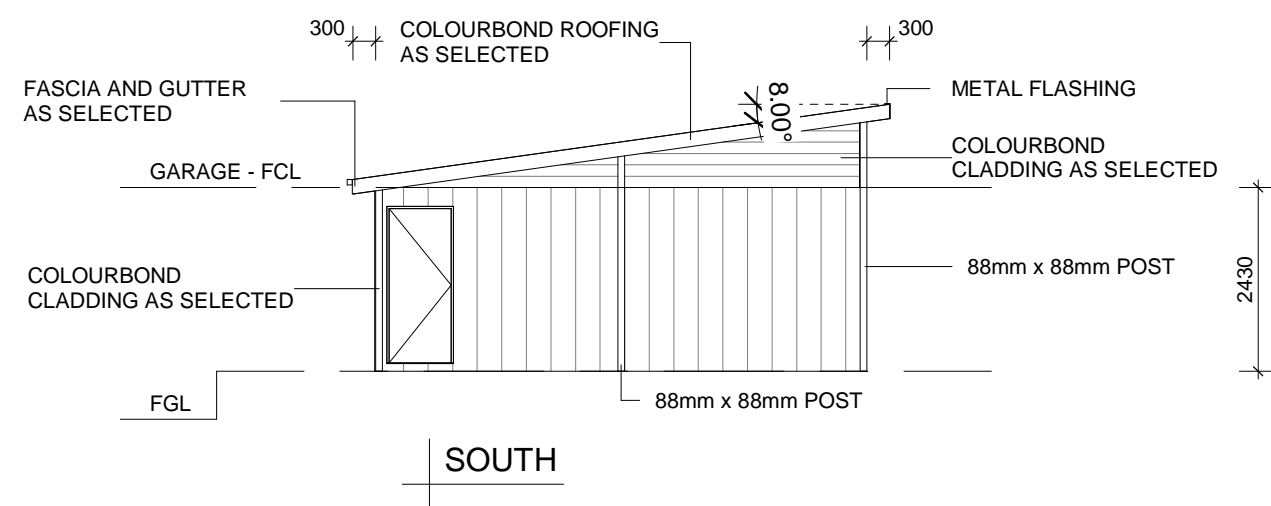 300
COLOURBOND ROOFING
AS SELECTED
300
FASCIA AND GUTTER
AS SELECTED
8.00°
METAL FLASHING
COLOURBOND
CLADDING AS SELECTED
GARAGE - FCL
COLOURBOND
CLADDING AS SELECTED
88mm x 88mm POST
2430
FGL
88mm x 88mm POST
SOUTH